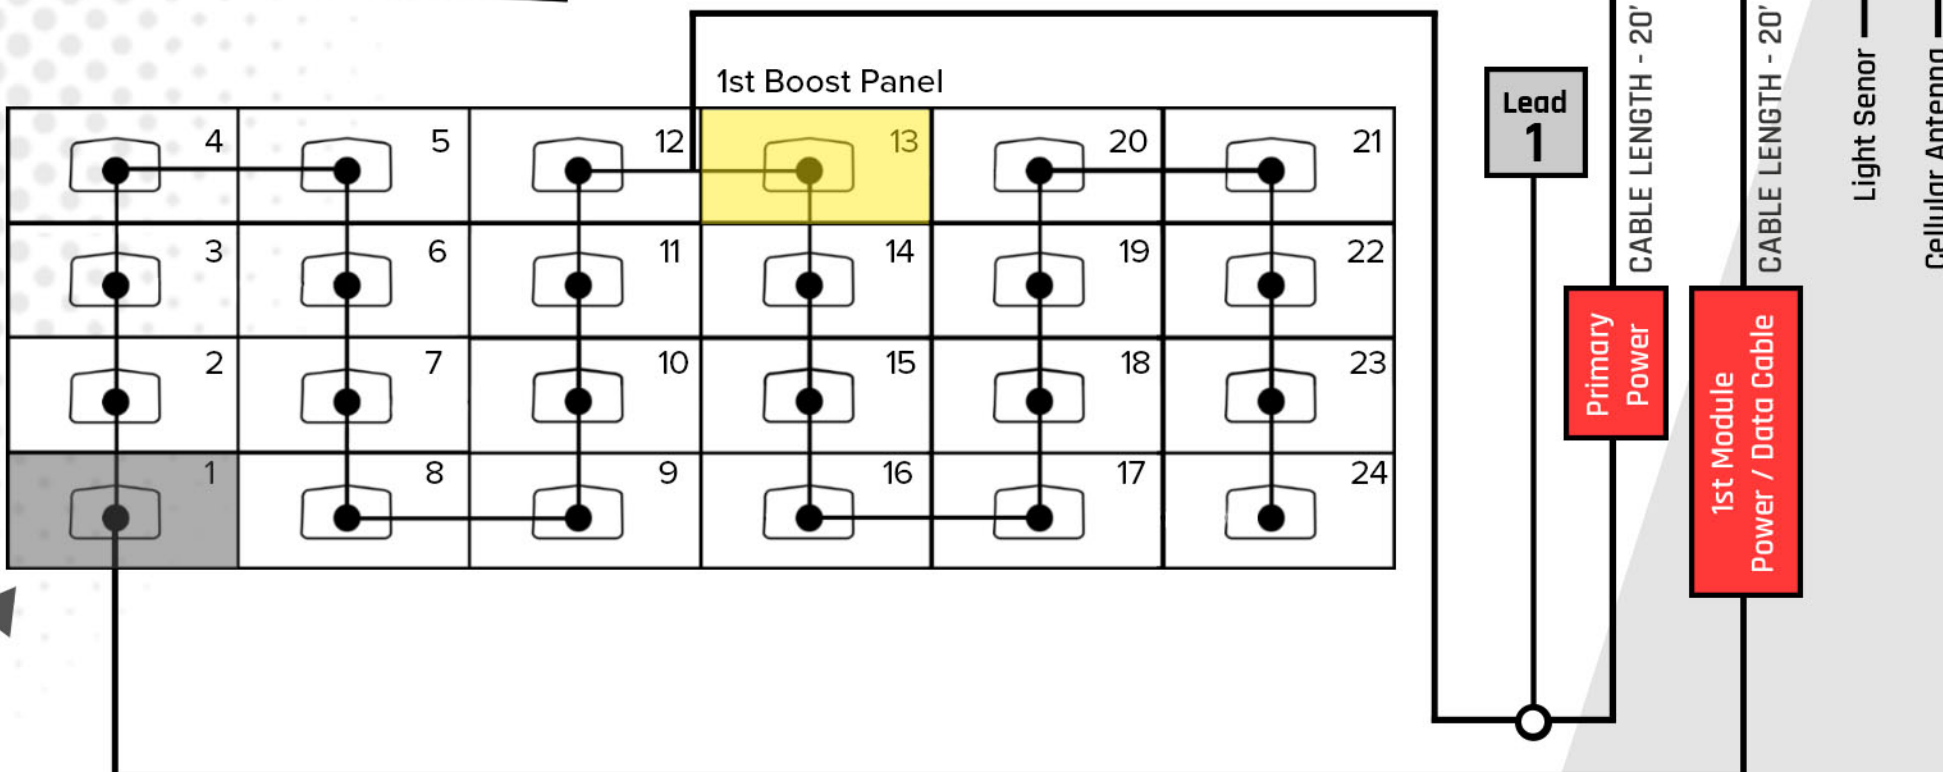 1st Boost Panel
4 5 12 13 20 21
3 6 11 14 19 22
2 7 10 15 18 23
1 8 9 16 17 24
Lead
1
CABLE LENGTH - 20'
Primary
Power
CABLE LENGTH - 20'
1st Module
Power / Data Cable
Light Senor
Cellular Antenna